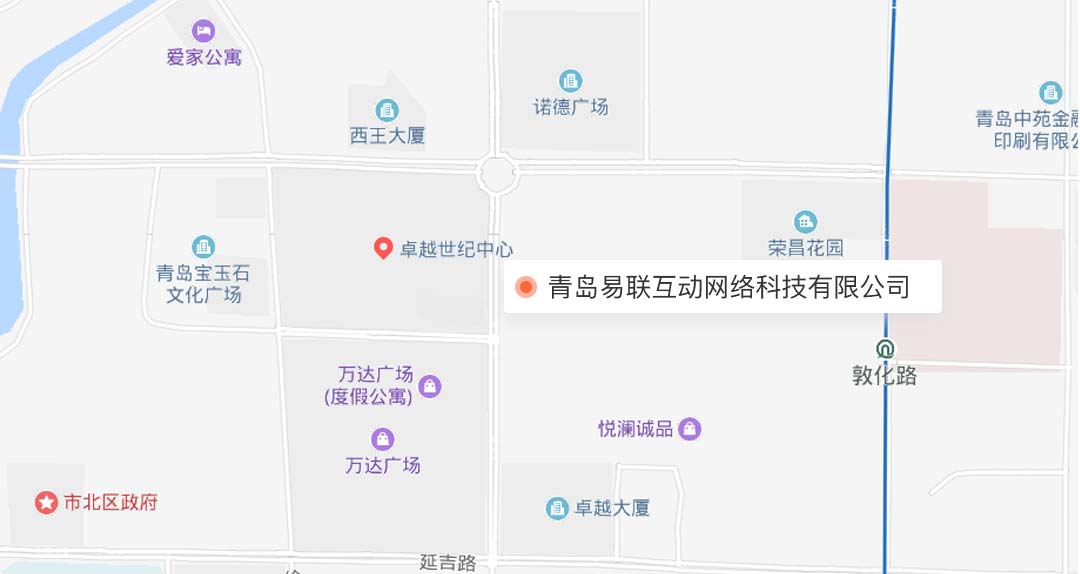 爱家公寓
诺德广场
西王大厦
青岛中苑金融
印刷有限公
卓越世纪中心
荣昌花园
青岛宝玉石
文化广场
青岛易联互动网络科技有限公司
敦化路
万达广场
(度假公寓)
悦澜诚品
万达广场
市北区政府
卓越大厦
延吉路